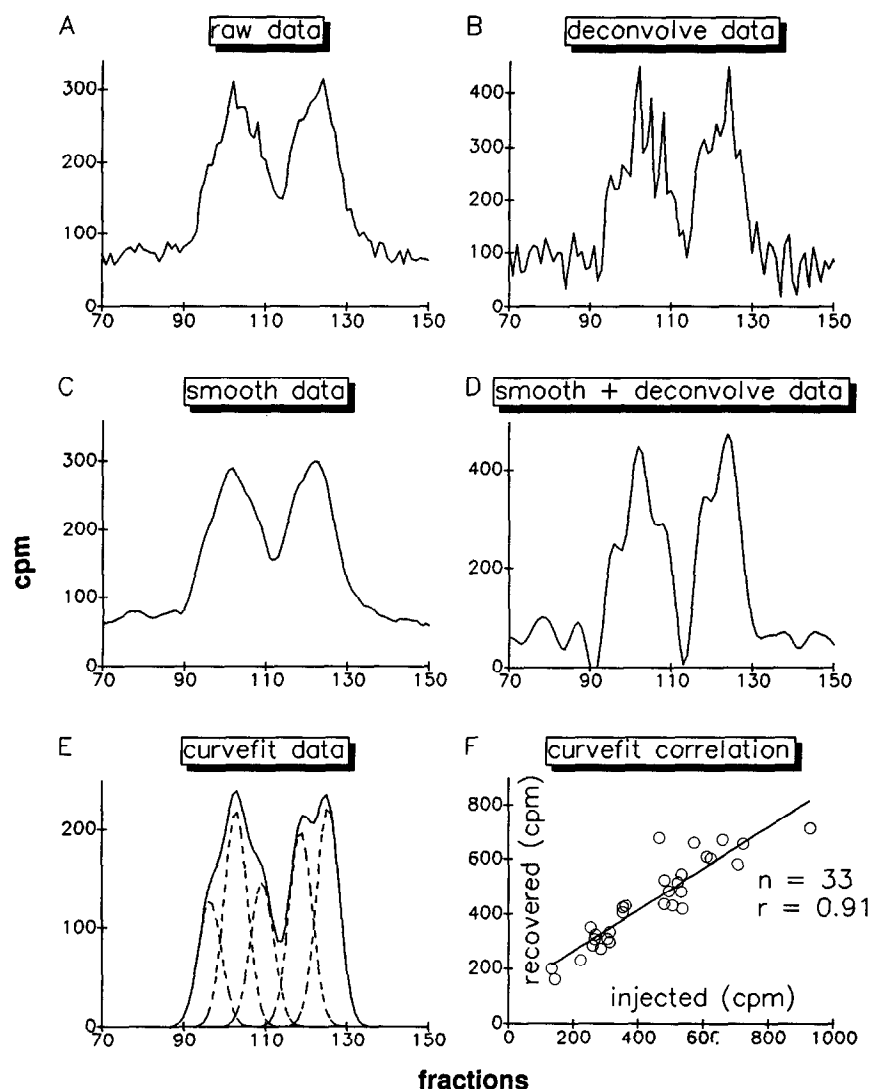 A raw data
300
200
100
0
70 90 110 130 150
B deconvolve data
400
300
200
100
0
70 90 110 130 150
C smooth data
300
200
100
0
70 90 110 130 150
D smooth + deconvolve data
400
200
0
70 90 110 130 150
cpm
E curvefit data
200
100
0
70 90 110 130 150
F curvefit correlation
800
600
400
200
0
recovered (cpm)
n = 33
r = 0.91
injected (cpm)
0 200 400 60r. 800 1000
fractions